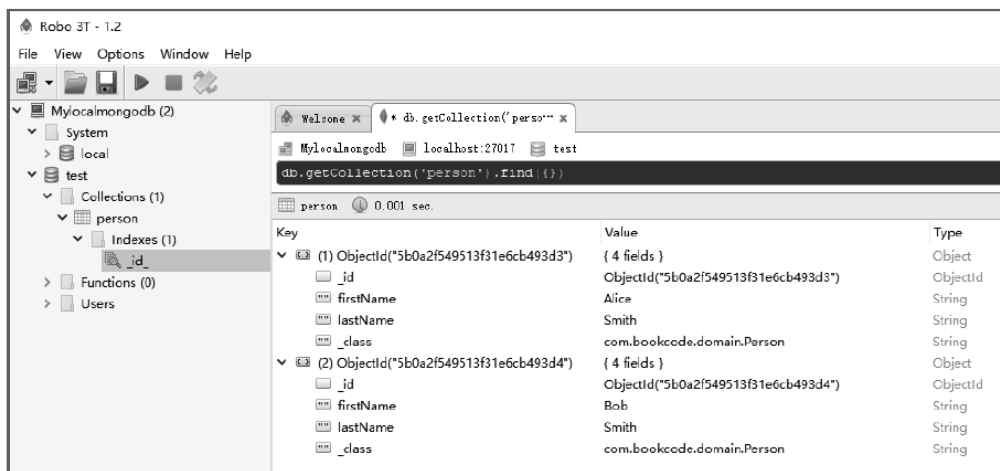 Robo 3T - 1.2
File View Options Window Help
Mylocalmongodb (2)
System
local
test
Collections (1)
person
Indexes (1)
_id_
Functions (0)
Users
Welcome
* db.getCollection('perso…
Mylocalmongodb localhost:27017 test
db.getCollection('person').find({})
person 0.001 sec.
Key Value Type
(1) ObjectId("5b0a2f549513f31e6cb493d3") { 4 fields } Object
_id ObjectId("5b0a2f549513f31e6cb493d3") ObjectId
firstName Alice String
lastName Smith String
_class com.bookcode.domain.Person String
(2) ObjectId("5b0a2f549513f31e6cb493d4") { 4 fields } Object
_id ObjectId("5b0a2f549513f31e6cb493d4") ObjectId
firstName Bob String
lastName Smith String
_class com.bookcode.domain.Person String